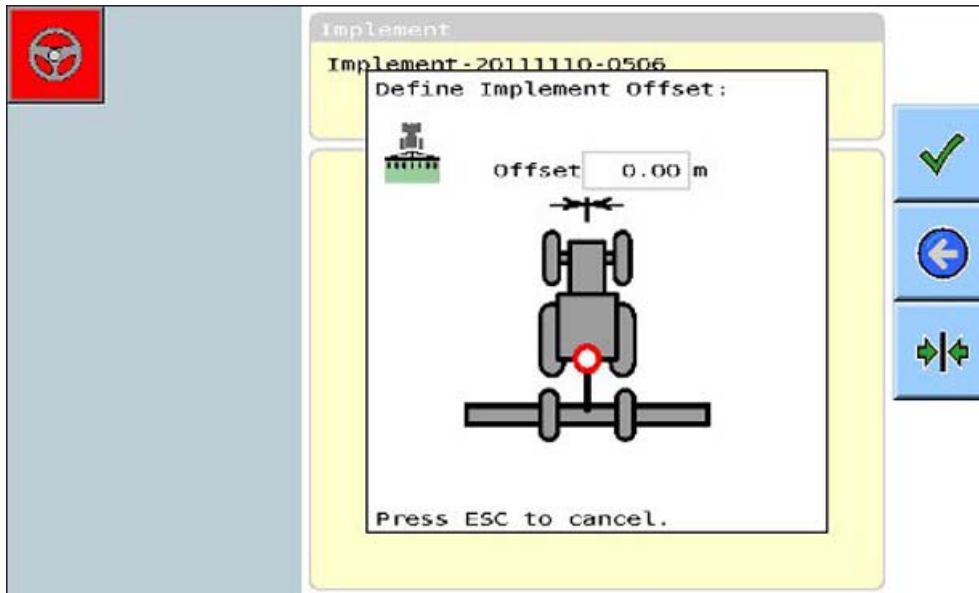 Implement
Implement-20111110-0506
Define Implement Offset:
Offset 0.00 m
Press ESC to cancel.